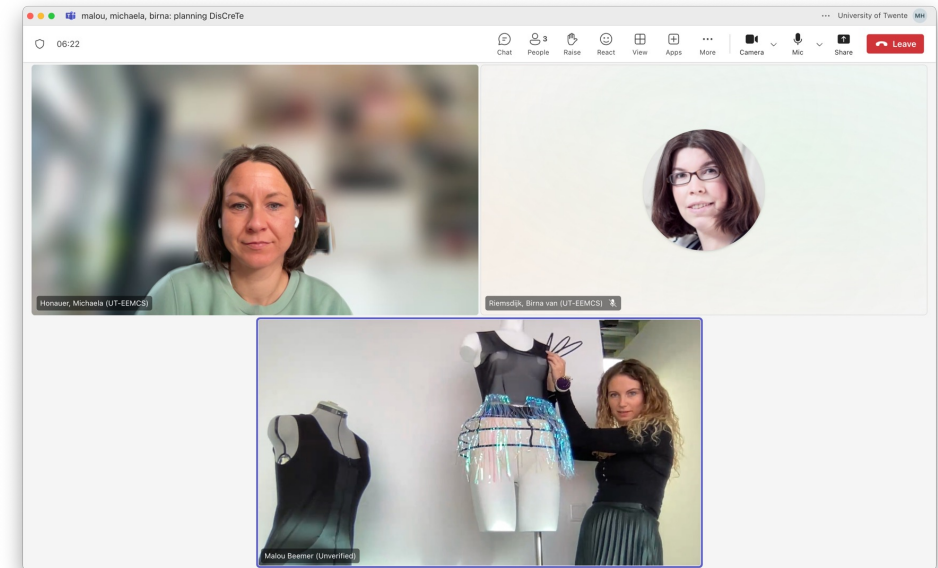 malou, michaela, birna: planning DisCreTe
··· University of Twente MH
06:22
Chat
3
People
Raise
React
View
Apps
More
Camera
Mic
Share
Leave
Honauer, Michaela (UT-EEMCS)
Riemsdijk, Birna van (UT-EEMCS)
Malou Beemer (Unverified)